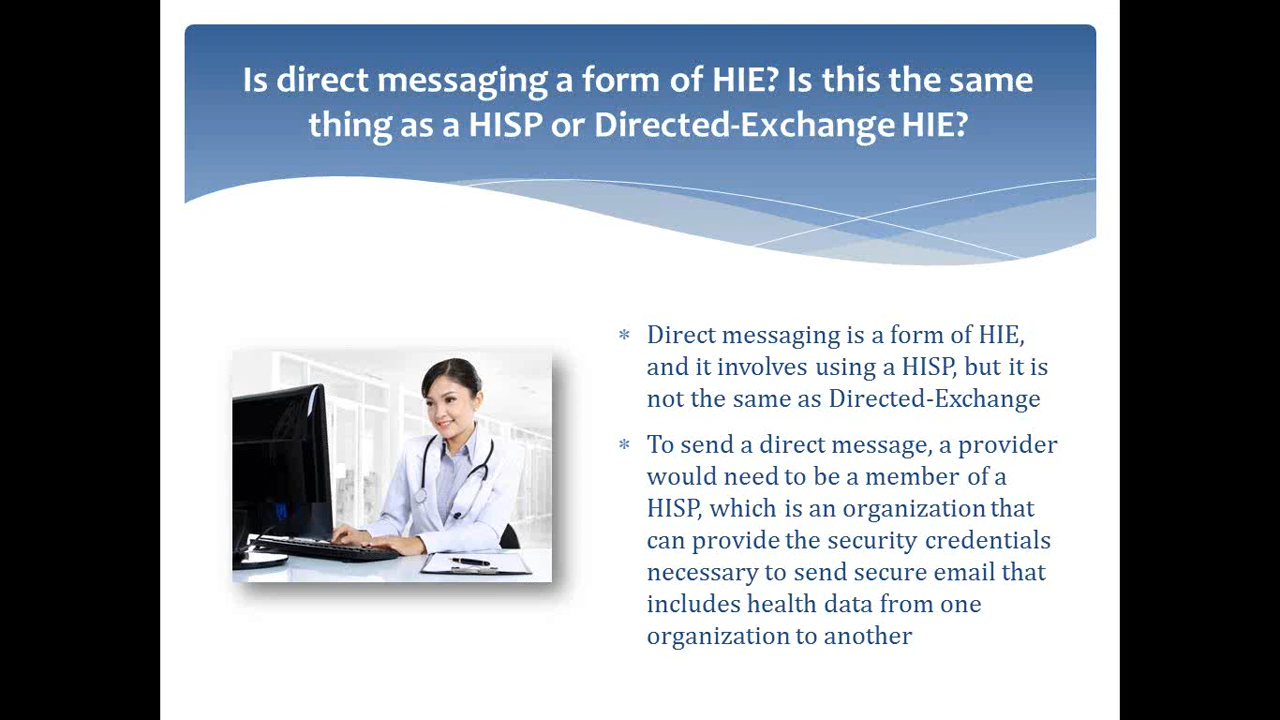 Is direct messaging a form of HIE? Is this the same
thing as a HISP or Directed-Exchange HIE?
* Direct messaging is a form of HIE,
and it involves using a HISP, but it is
not the same as Directed-Exchange
* To send a direct message, a provider
would need to be a member of a
HISP, which is an organization that
can provide the security credentials
necessary to send secure email that
includes health data from one
organization to another